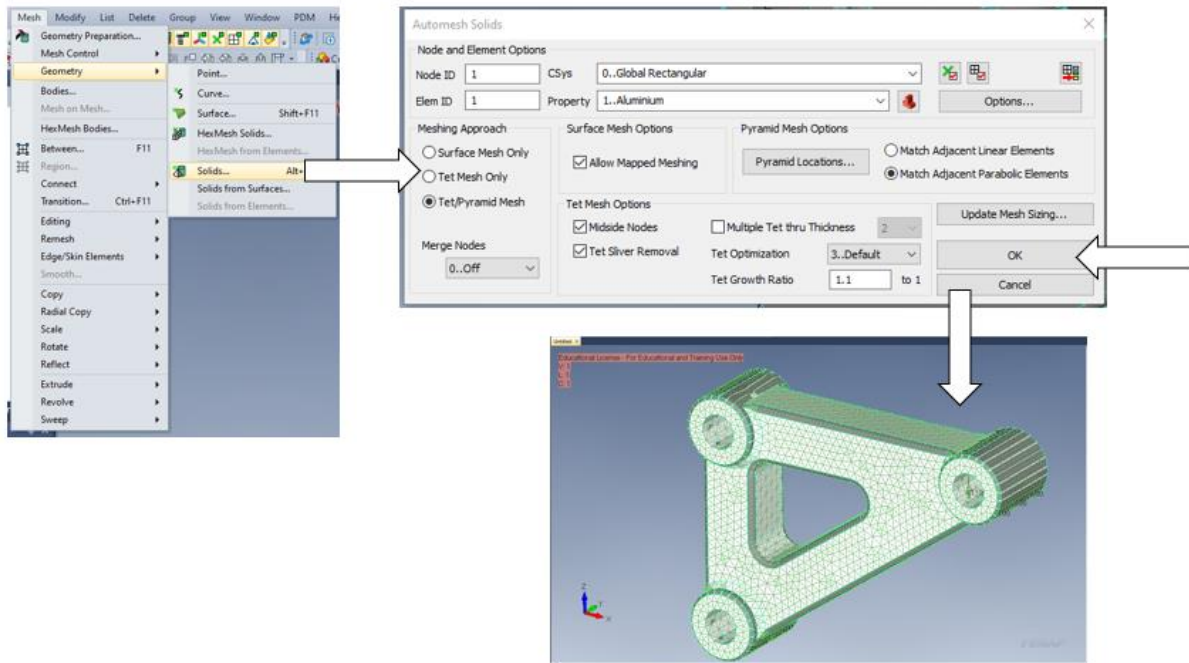 Mesh Modify List Delete Group View Window PDM
Geometry Preparation...
Mesh Control
Geometry
Bodies...
Mesh on Mesh...
HexMesh Bodies...
Between... F11
Region...
Connect
Transition... Ctrl+F11
Editing
Remesh
Edge/Skin Elements
Smooth...
Copy
Radial Copy
Scale
Rotate
Reflect
Extrude
Revolve
Sweep
Point...
Curve...
Surface... Shift+F11
HexMesh Solids...
HexMesh from Elements...
Solids... Alt+
Solids from Surfaces...
Solids from Elements...
Automesh Solids
Node and Element Options
Node ID 1 CSys 0..Global Rectangular
Elem ID 1 Property 1..Aluminium Options...
Meshing Approach
Surface Mesh Only
Tet Mesh Only
Tet/Pyramid Mesh
Merge Nodes
0..Off
Surface Mesh Options
Allow Mapped Meshing
Pyramid Mesh Options
Pyramid Locations...
Match Adjacent Linear Elements
Match Adjacent Parabolic Elements
Tet Mesh Options
Midside Nodes Multiple Tet thru Thickness 2
Tet Sliver Removal Tet Optimization 3..Default
Tet Growth Ratio 1.1 to 1
Update Mesh Sizing...
OK
Cancel
Untitled
Educational License - For Educational and Training Use Only
Z
Y
X